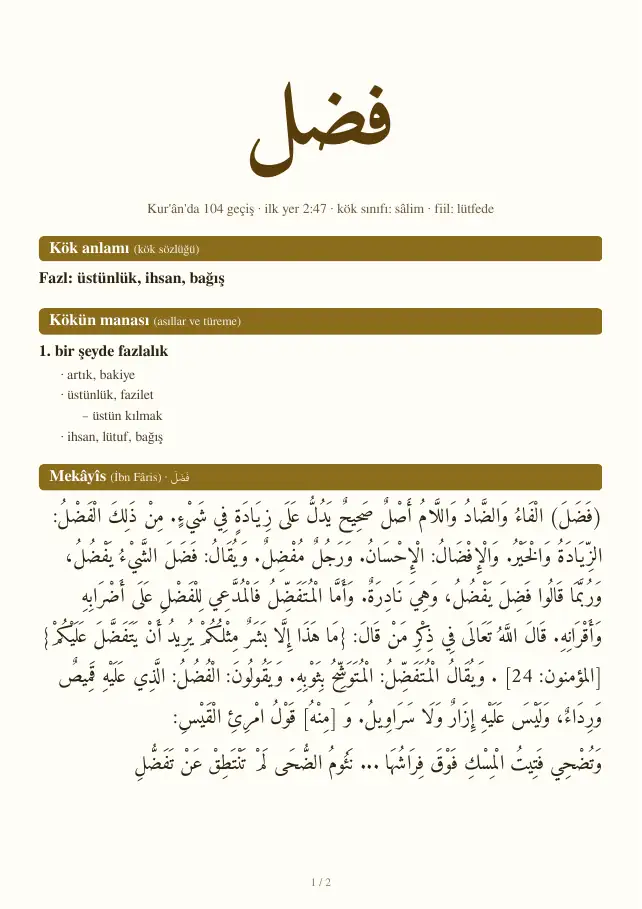 فضل
Kur'ân'da 104 geçiş · ilk yer 2:47 · kök sınıfı: sâlim · fiil: lütfede
Kök anlamı (kök sözlüğü)
Fazl: üstünlük, ihsan, bağış
Kökün manası (asıllar ve türeme)
1. bir şeyde fazlalık
· artık, bakiye
· üstünlük, fazilet
– üstün kılmak
· ihsan, lütuf, bağış
Mekâyîs (İbn Fâris) · فَضَلَ
(فَضَلَ) الْفَاءُ وَالضَّادُ وَاللَّامُ أَصْلٌ صَحِيحٌ يَدُلُّ عَلَى زِيَادَةٍ فِي شَيْءٍ. مِنْ ذَلِكَ الْفَضْلُ:
الزِّيَادَةُ وَالْخَيْرُ. وَالْإِفْضَالُ: الْإِحْسَانُ. وَرَجُلٌ مُفْضِلٌ. وَيُقَالُ: فَضَلَ الشَّيْءُ يَفْضُلُ،
وَرُبَّمَا قَالُوا فَضِلَ يَفْضُلُ، وَهِيَ نَادِرَةٌ. وَأَمَّا الْمُتَفَضِّلُ فَالْمُدَّعِي لِلْفَضْلِ عَلَى أَضْرَابِهِ
وَأَقْرَانِهِ. قَالَ اللَّهُ تَعَالَى فِي ذِكْرِ مَنْ قَالَ: {مَا هَذَا إِلَّا بَشَرٌ مِثْلُكُمْ يُرِيدُ أَنْ يَتَفَضَّلَ عَلَيْكُمْ}
[المؤمنون: 24] . وَيُقَالُ الْمُتَفَضِّلُ: الْمُتَوَشِّحُ بِثَوْبِهِ. وَيَقُولُونَ: الْفُضُلُ: الَّذِي عَلَيْهِ قَمِيصٌ
وَرِدَاءٌ، وَلَيْسَ عَلَيْهِ إِزَارٌ وَلَا سَرَاوِيلُ. وَ [مِنْهُ] قَوْلُ امْرِئِ الْقَيْسِ:
وَتُضْحِي فَتِيتُ الْمِسْكِ فَوْقَ فِرَاشُهَا ... نَئُومُ الضُّحَى لَمْ تَنْتَطِقْ عَنْ تَفَضُّلِ
1 / 2